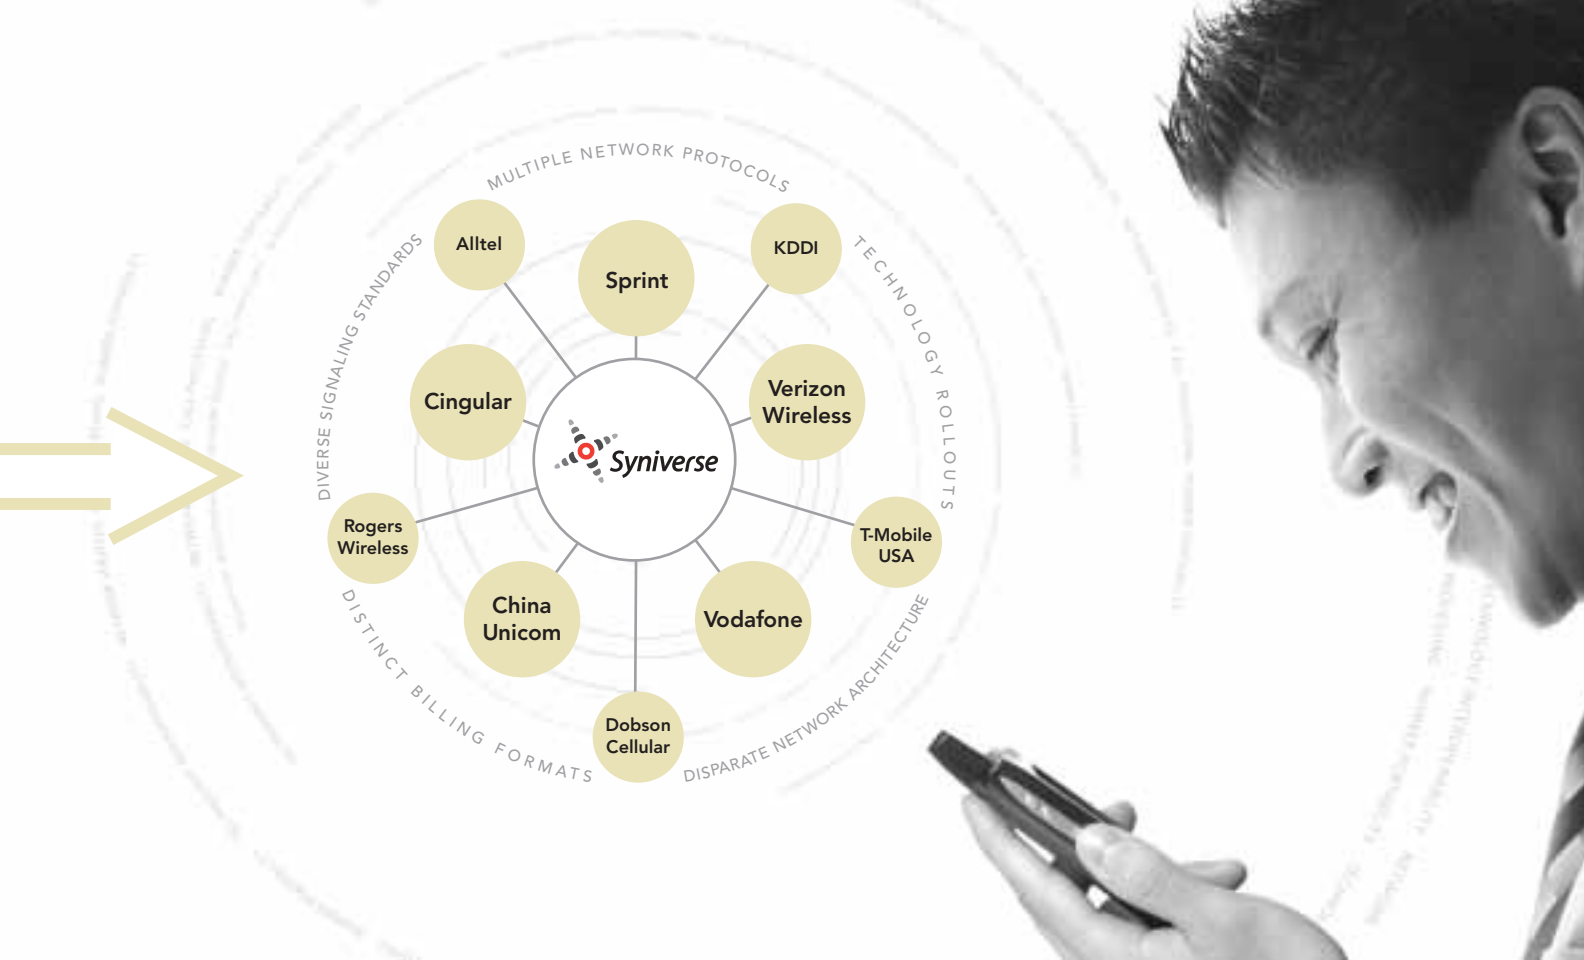 MULTIPLE NETWORK PROTOCOLS
DIVERSE SIGNALING STANDARDS
TECHNOLOGY ROLLOUTS
Alltel
Sprint
KDDI
Cingular
Verizon
Wireless
Syniverse
Rogers
Wireless
T-Mobile
USA
China
Unicom
Vodafone
Dobson
Cellular
DISTINCT BILLING FORMATS
DISPARATE NETWORK ARCHITECTURE